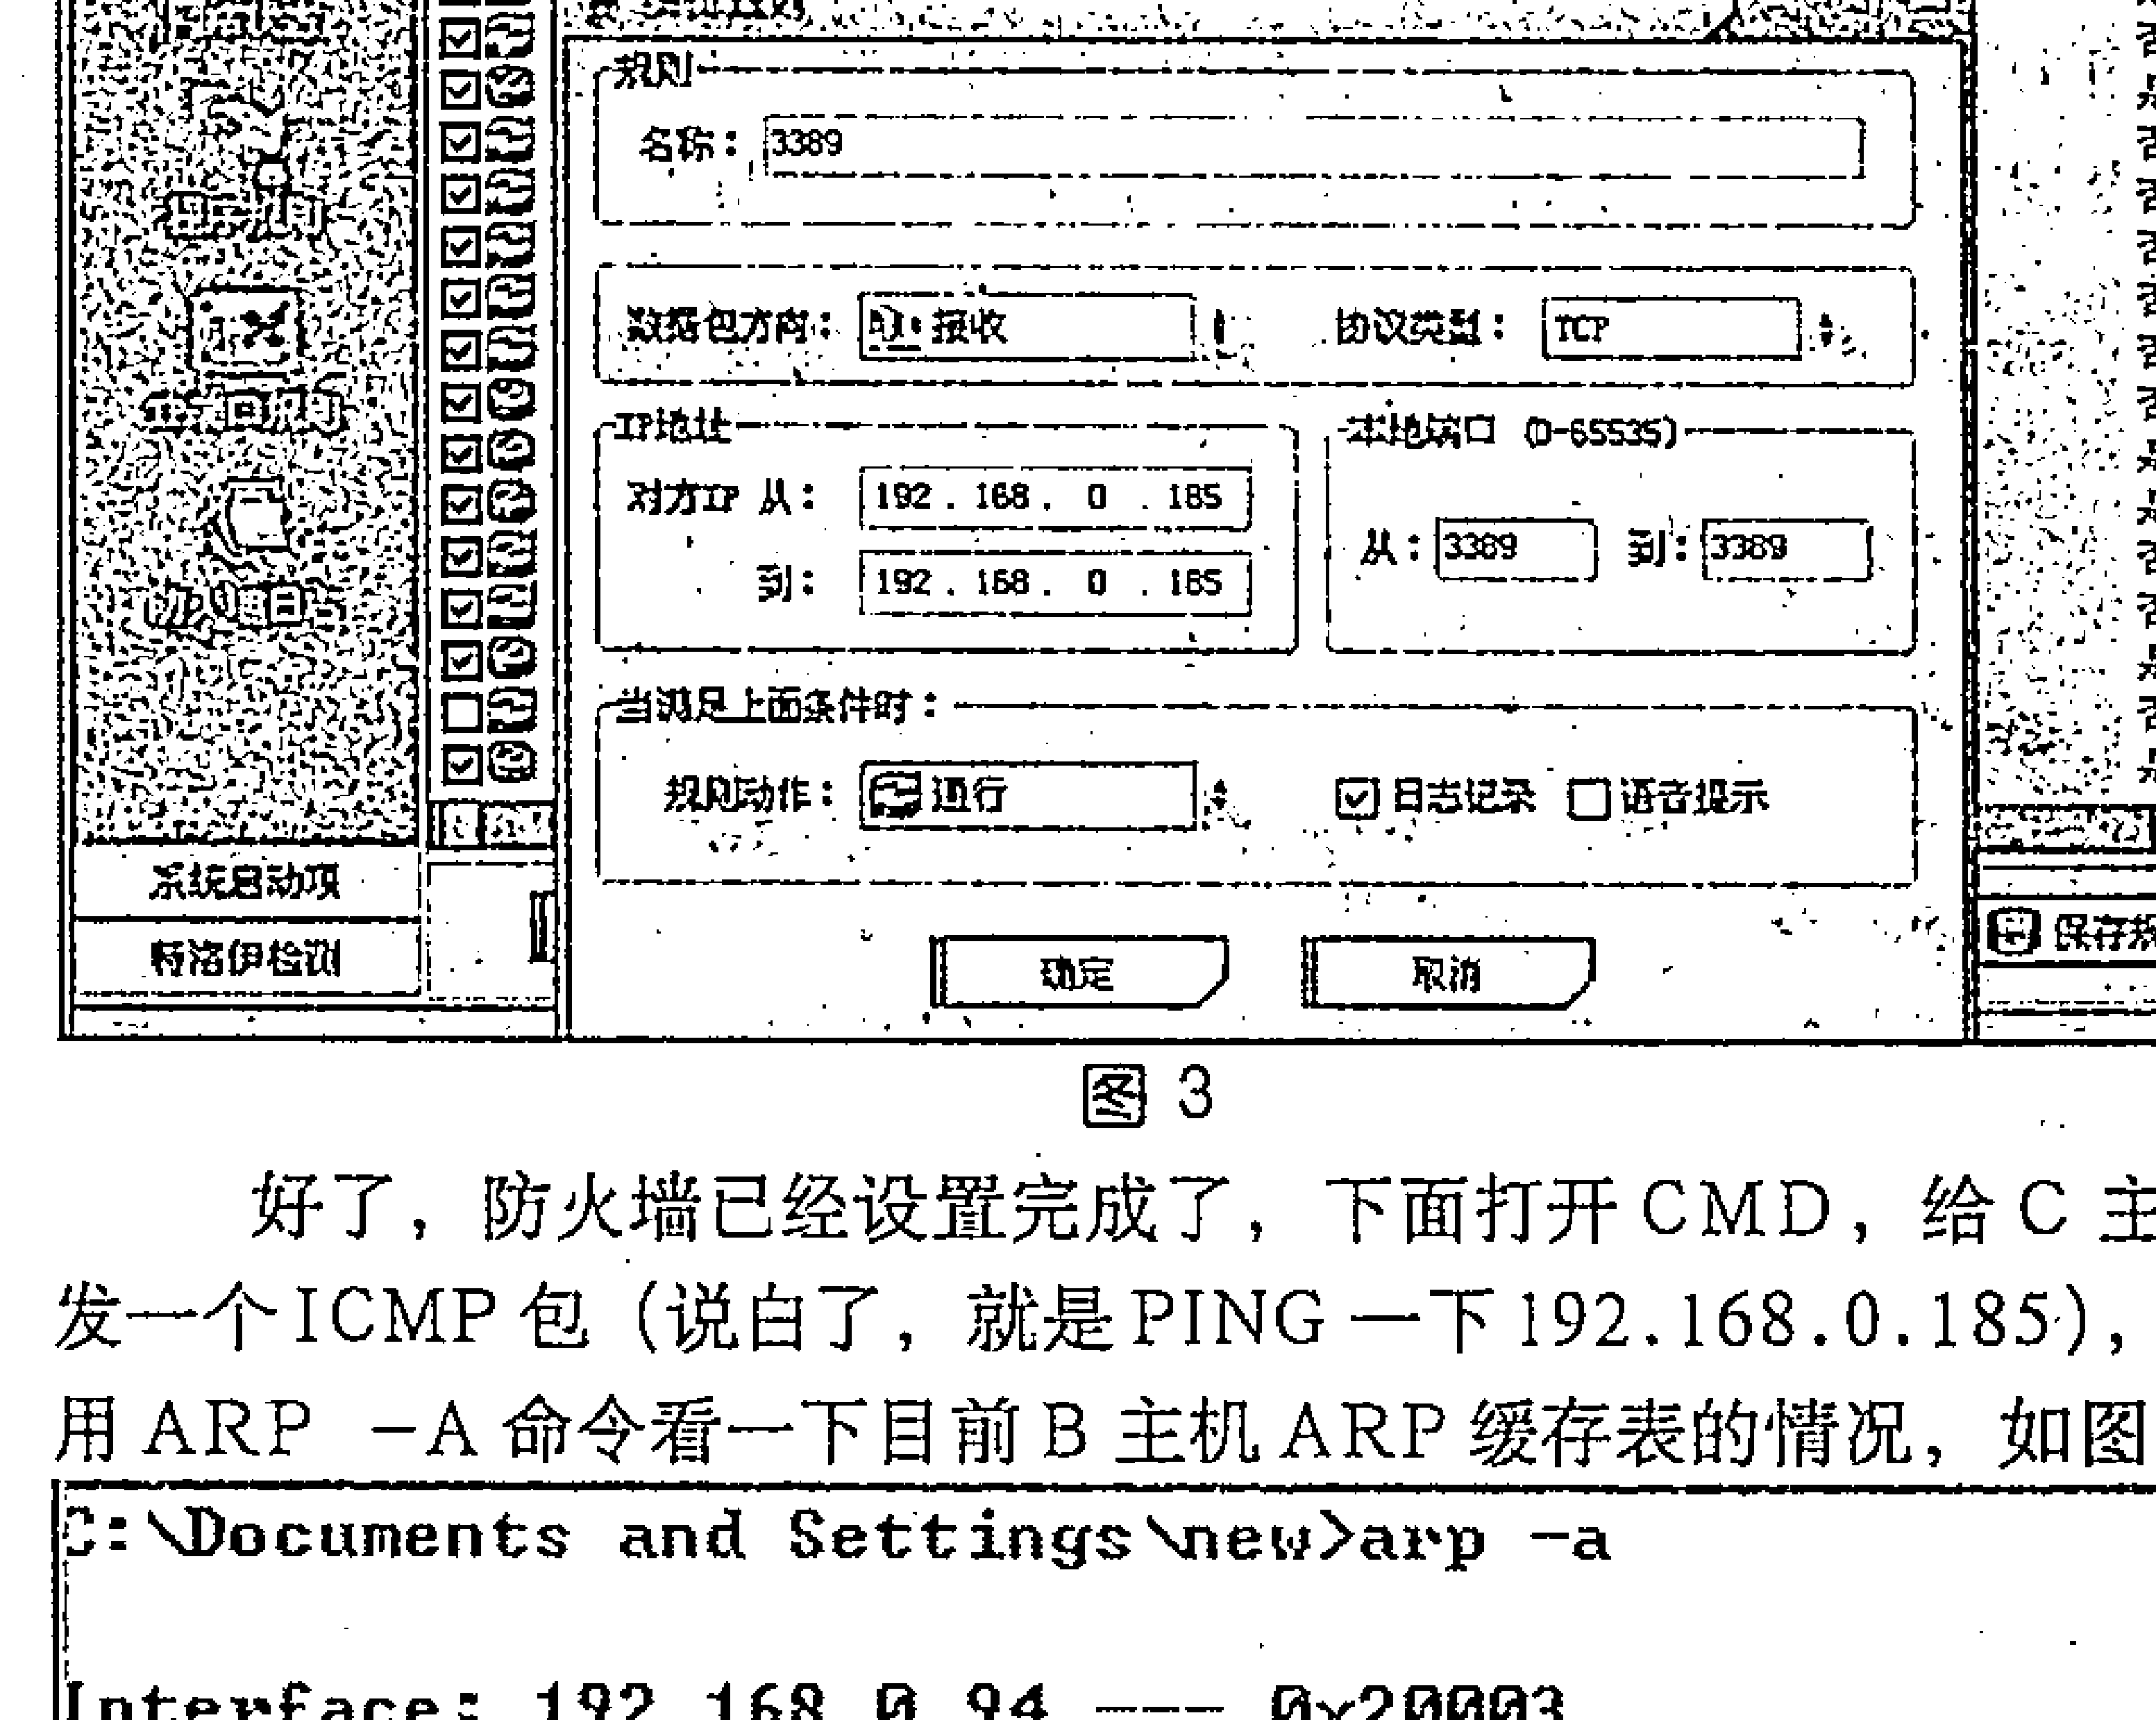 规则
名称： 3389
数据包方向： 接收 协议类型： TCP
IP地址 本地端口 (0-65535)
对方IP 从： 192 . 168 . 0 . 185
从： 3389 到： 3389
到： 192 . 168 . 0 . 185
当满足上面条件时：
规则动作： 通行 日志记录 语音提示
系统启动项
特洛伊检测
确定 取消
保存规
图 3
好了，防火墙已经设置完成了，下面打开CMD，给 C 主
发一个ICMP 包（说白了，就是PING 一下192.168.0.185），
用 ARP －A 命令看一下目前 B 主机 ARP 缓存表的情况，如图
C:\Documents and Settings\new>arp -a
Interface: 192.168.0.94 --- 0x20003